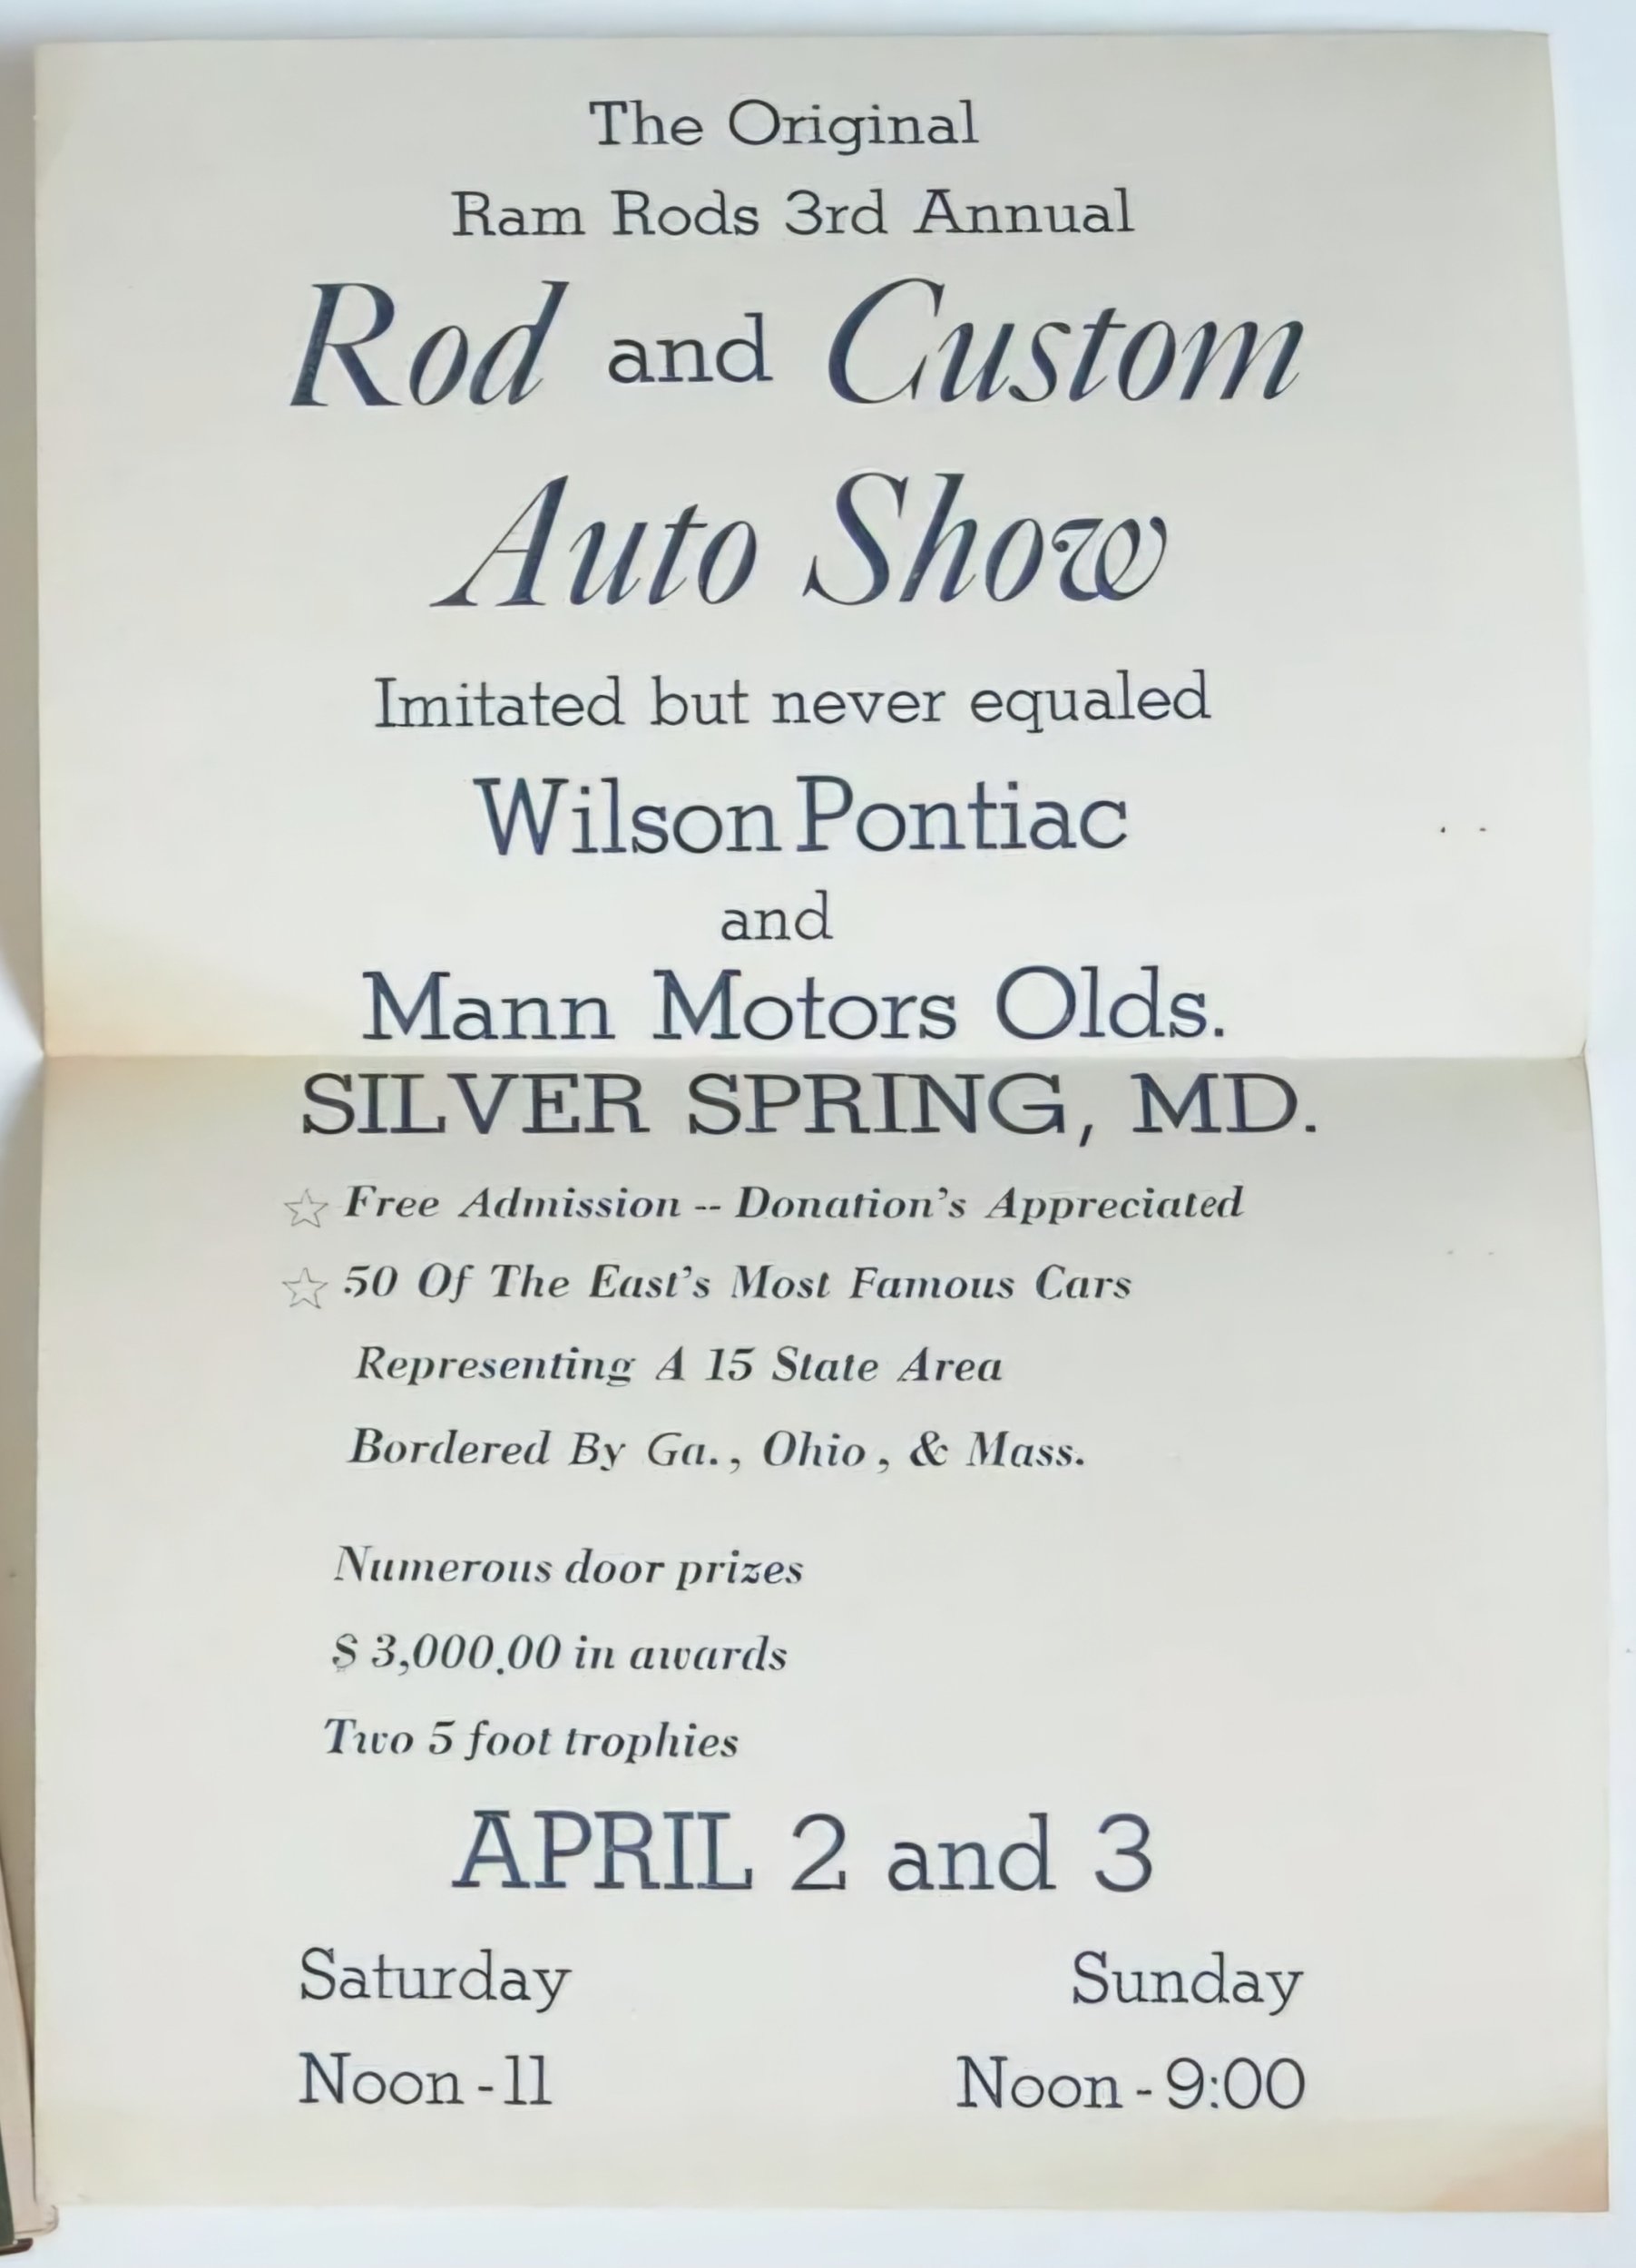 The Original
Ram Rods 3rd Annual
Rod and Custom
Auto Show
Imitated but never equaled
Wilson Pontiac
and
Mann Motors Olds.
SILVER SPRING, MD.
☆ Free Admission -- Donation's Appreciated
☆ 50 Of The East's Most Famous Cars
Representing A 15 State Area
Bordered By Ga., Ohio, & Mass.
Numerous door prizes
$ 3,000.00 in awards
Two 5 foot trophies
APRIL 2 and 3
Saturday Sunday
Noon - 11 Noon - 9:00